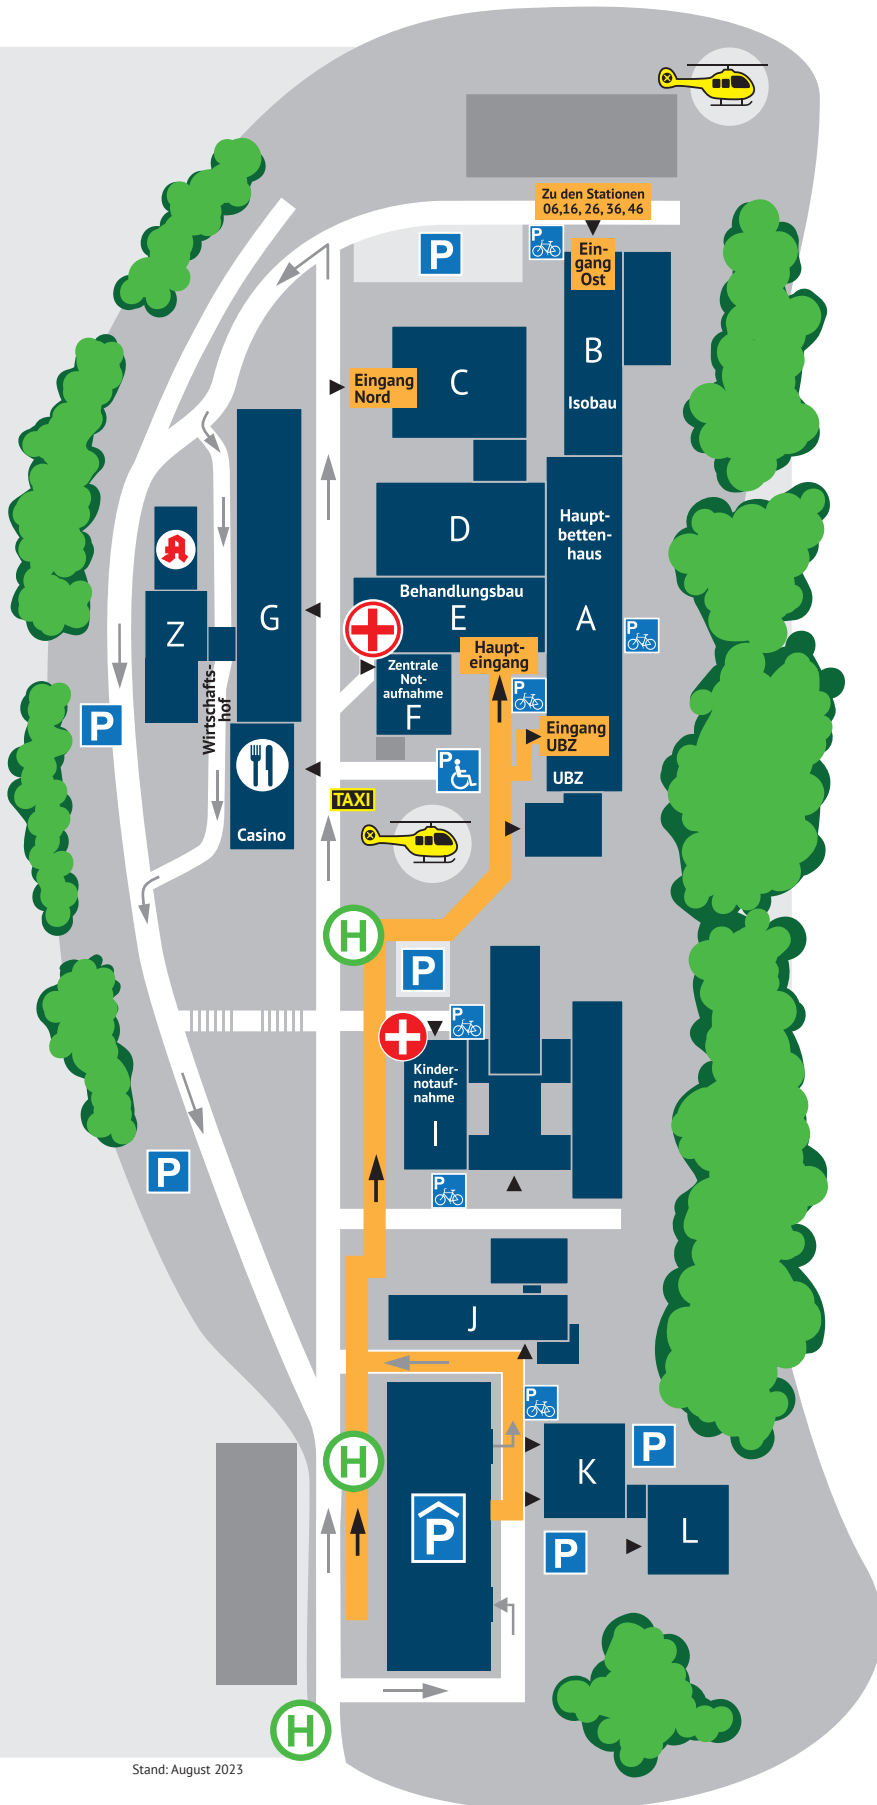 Zu den Stationen
06,16, 26, 36, 46
P
P
Ein-
gang
Ost
B
Isobau
Eingang
Nord
C
D
Haupt-
betten-
haus
Behandlungsbau
E
A
G
Z
Haupt-
eingang
Zentrale
Not-
aufnahme
F
P
P
P
Wirtschafts-
hof
Eingang
UBZ
UBZ
P
TAXI
Casino
H
P
P
Kinder-
notauf-
nahme
I
P
P
J
P
H
K
P
P
L
P
H
Stand: August 2023